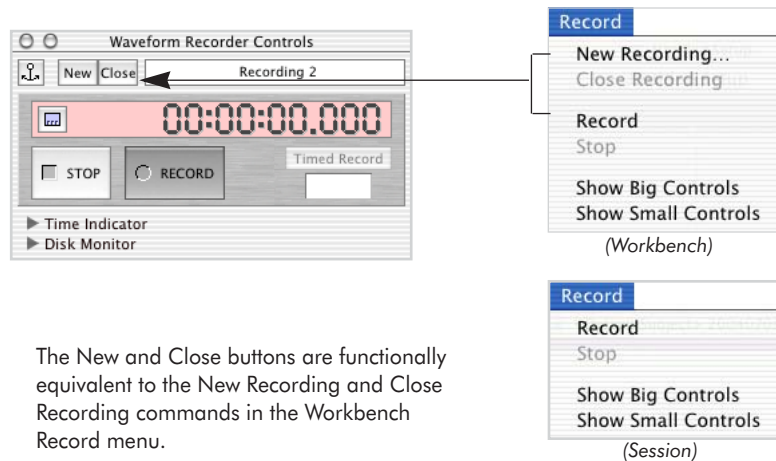 Waveform Recorder Controls
New Close Recording 2
00:00:00.000
STOP RECORD Timed Record
Time Indicator
Disk Monitor
Record
New Recording...
Close Recording
Record
Stop
Show Big Controls
Show Small Controls
(Workbench)
Record
Record
Stop
Show Big Controls
Show Small Controls
(Session)
The New and Close buttons are functionally
equivalent to the New Recording and Close
Recording commands in the Workbench
Record menu.